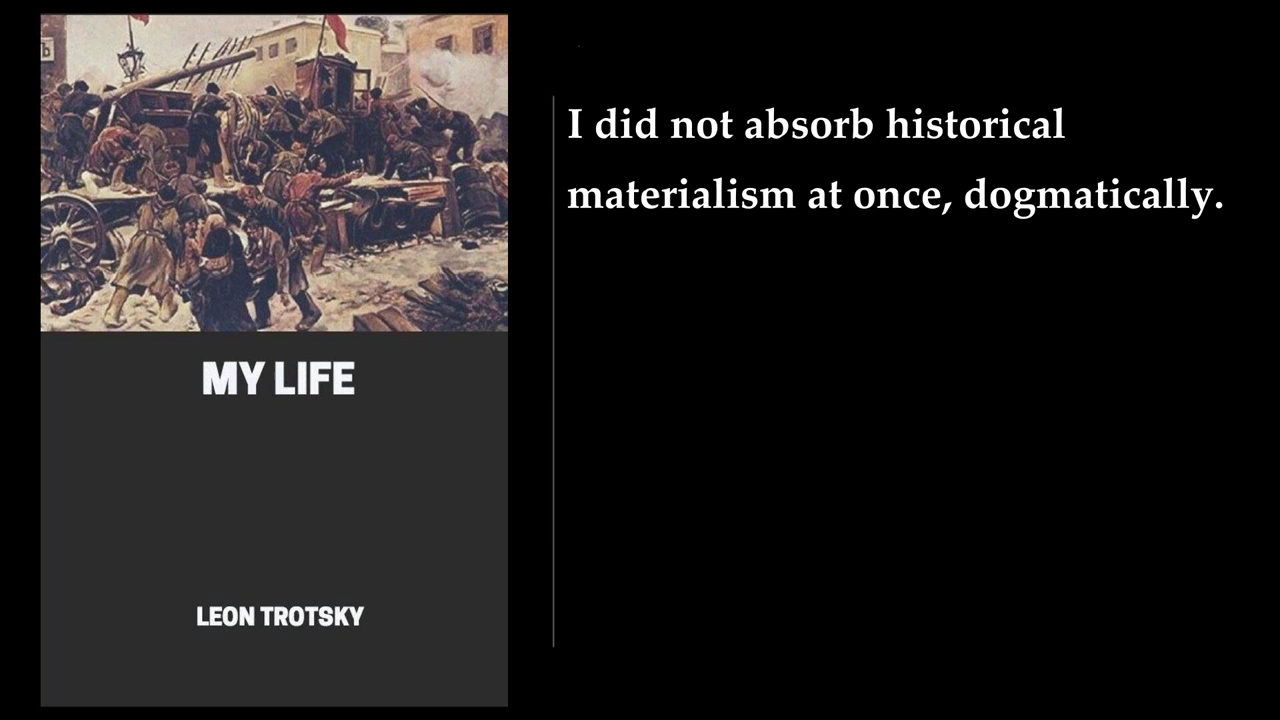 MY LIFE
LEON TROTSKY
I did not absorb historical
materialism at once, dogmatically.